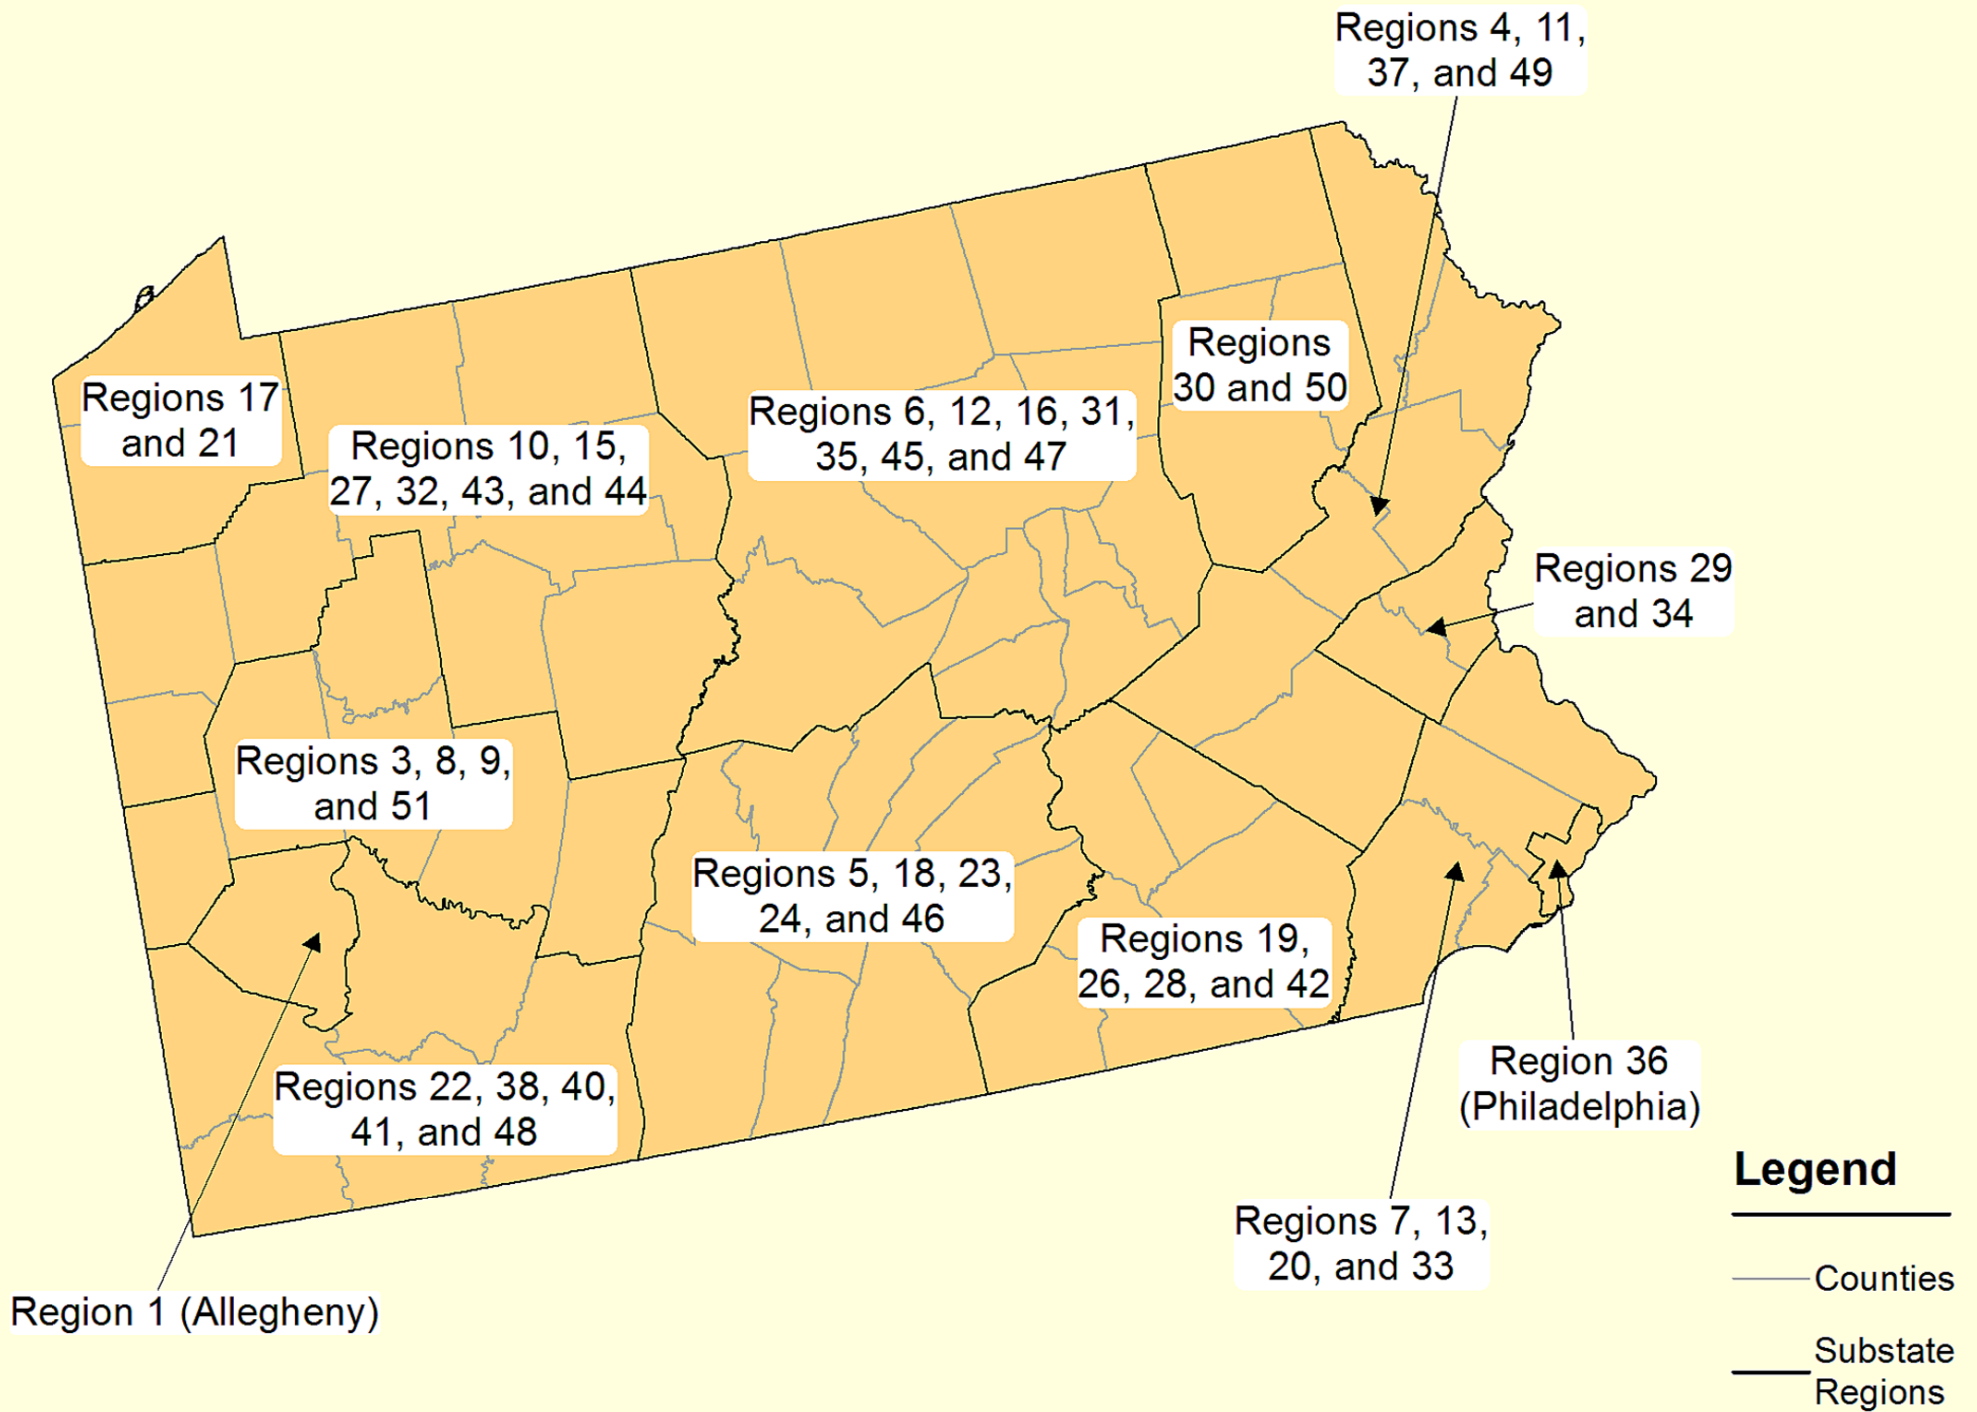 Regions 4, 11,
37, and 49
Regions
30 and 50
Regions 17
and 21
Regions 6, 12, 16, 31,
35, 45, and 47
Regions 10, 15,
27, 32, 43, and 44
Regions 29
and 34
Regions 3, 8, 9,
and 51
Regions 5, 18, 23,
24, and 46
Regions 19,
26, 28, and 42
Region 36
(Philadelphia)
Regions 22, 38, 40,
41, and 48
Regions 7, 13,
20, and 33
Region 1 (Allegheny)
Legend
Counties
Substate
Regions